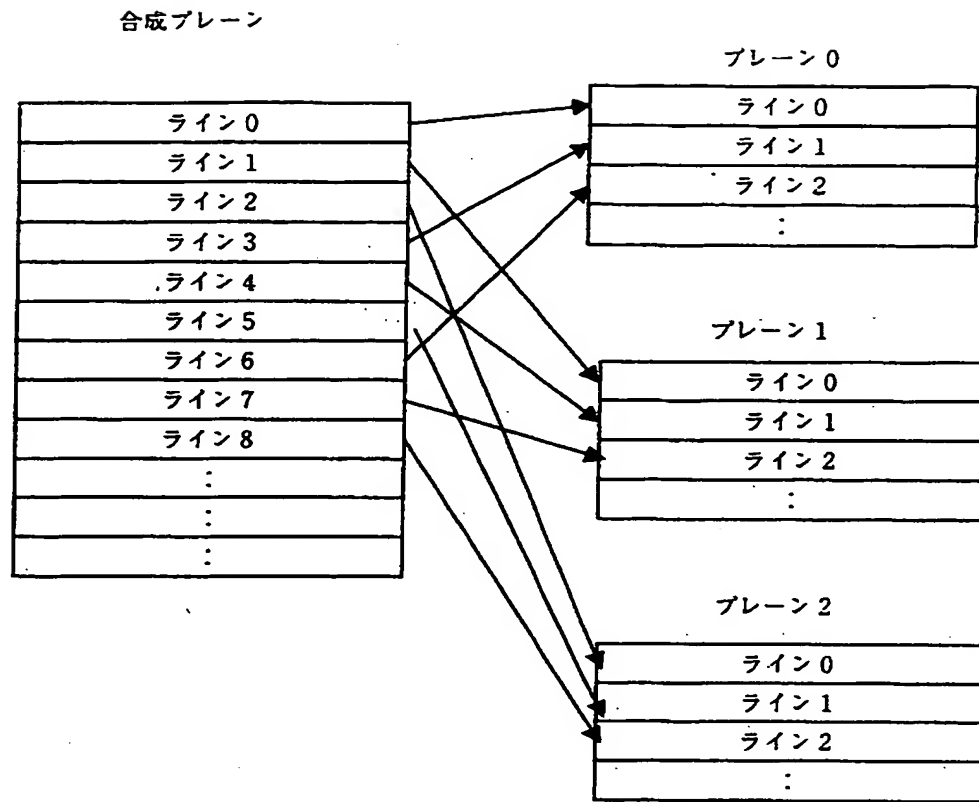 合成プレーン
ライン0
ライン1
ライン2
ライン3
ライン4
ライン5
ライン6
ライン7
ライン8
:
:
:
プレーン0
ライン0
ライン1
ライン2
:
プレーン1
ライン0
ライン1
ライン2
:
プレーン2
ライン0
ライン1
ライン2
: